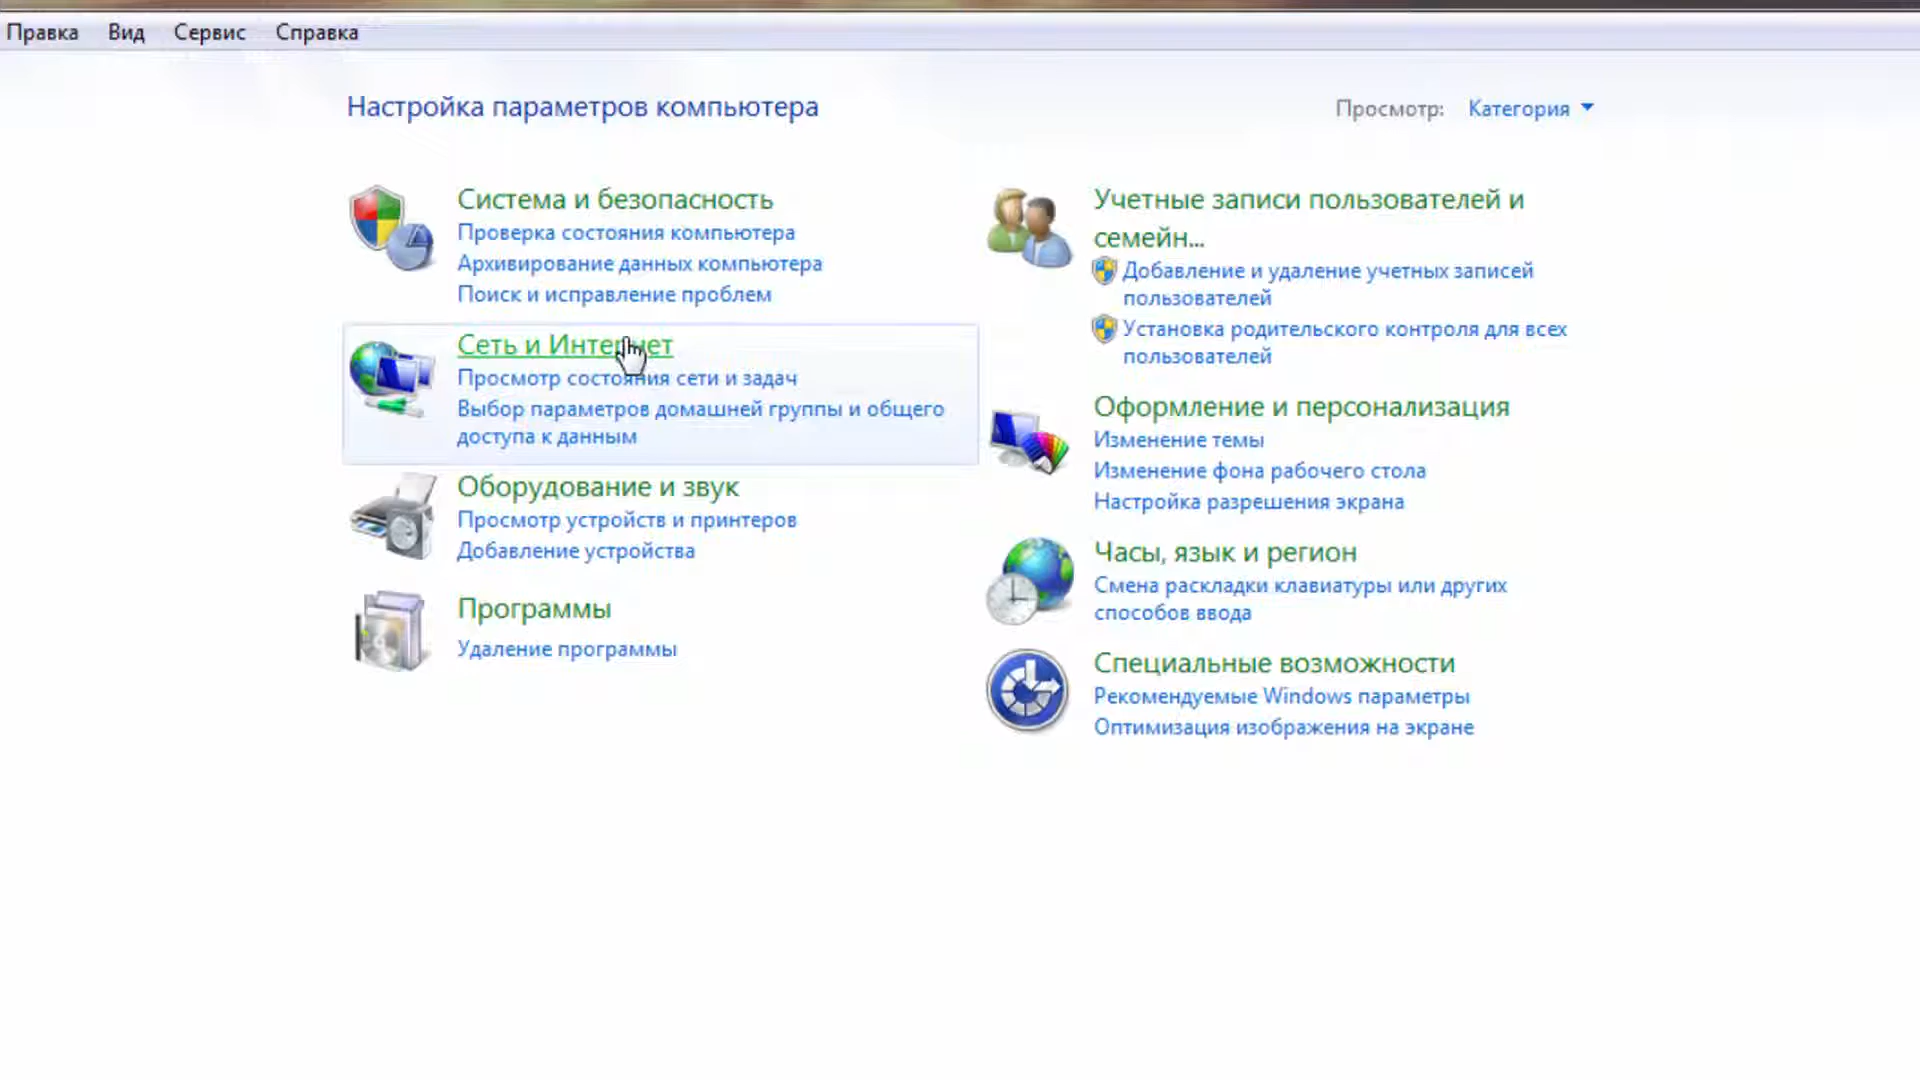 Правка Вид Сервис Справка
Настройка параметров компьютера
Просмотр: Категория
Система и безопасность
Проверка состояния компьютера
Архивирование данных компьютера
Поиск и исправление проблем
Сеть и Интернет
Просмотр состояния сети и задач
Выбор параметров домашней группы и общего
доступа к данным
Оборудование и звук
Просмотр устройств и принтеров
Добавление устройства
Программы
Удаление программы
Учетные записи пользователей и
семейн...
Добавление и удаление учетных записей
пользователей
Установка родительского контроля для всех
пользователей
Оформление и персонализация
Изменение темы
Изменение фона рабочего стола
Настройка разрешения экрана
Часы, язык и регион
Смена раскладки клавиатуры или других
способов ввода
Специальные возможности
Рекомендуемые Windows параметры
Оптимизация изображения на экране